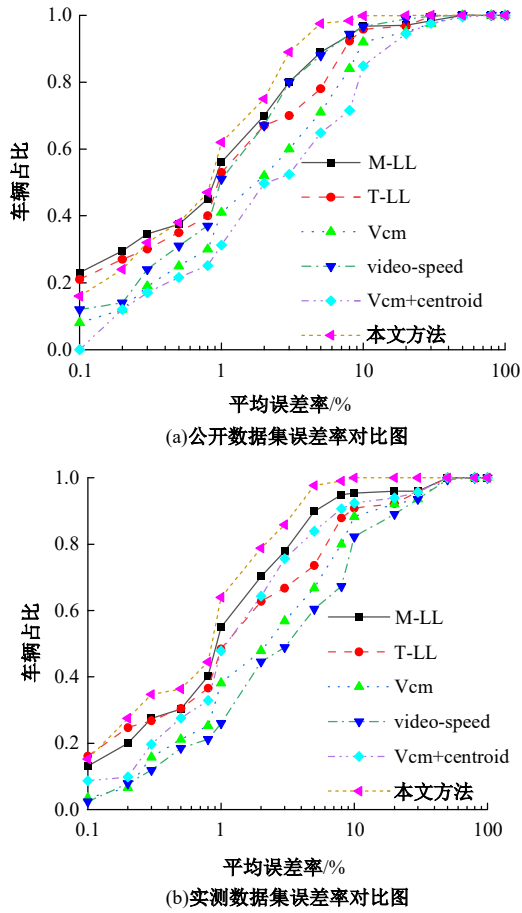 1.0
0.8
0.6
0.4
0.2
0.0
车辆占比
M-LL
T-LL
Vcm
video-speed
Vcm+centroid
本文方法
0.1
1
10
100
平均误差率/%
(a)公开数据集误差率对比图
1.0
0.8
0.6
0.4
0.2
0.0
车辆占比
M-LL
T-LL
Vcm
video-speed
Vcm+centroid
本文方法
0.1
1
10
100
平均误差率/%
(b)实测数据集误差率对比图